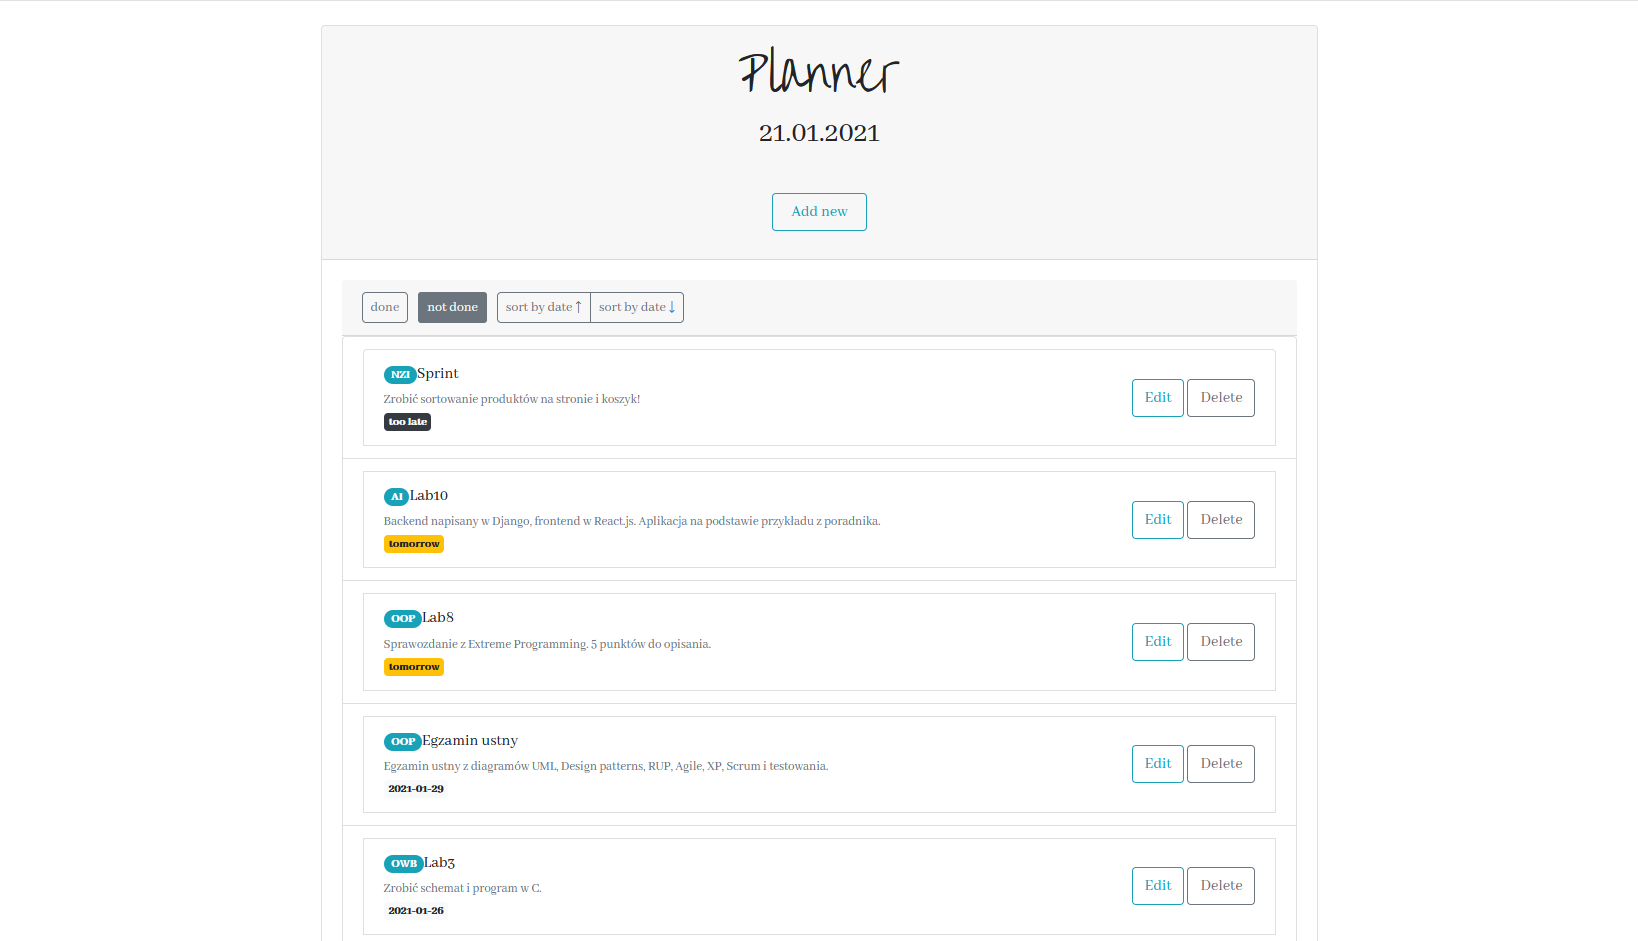 Planner
21.01.2021
Add new
done not done sort by date↑ sort by date↓
NZI Sprint
Zrobić sortowanie produktów na stronie i koszyk!
too late
Edit Delete
AI Lab10
Backend napisany w Django, frontend w React.js. Aplikacja na podstawie przykładu z poradnika.
tomorrow
Edit Delete
OOP Lab8
Sprawozdanie z Extreme Programming. 5 punktów do opisania.
tomorrow
Edit Delete
OOP Egzamin ustny
Egzamin ustny z diagramów UML, Design patterns, RUP, Agile, XP, Scrum i testowania.
2021-01-29
Edit Delete
OWB Lab3
Zrobić schemat i program w C.
2021-01-26
Edit Delete